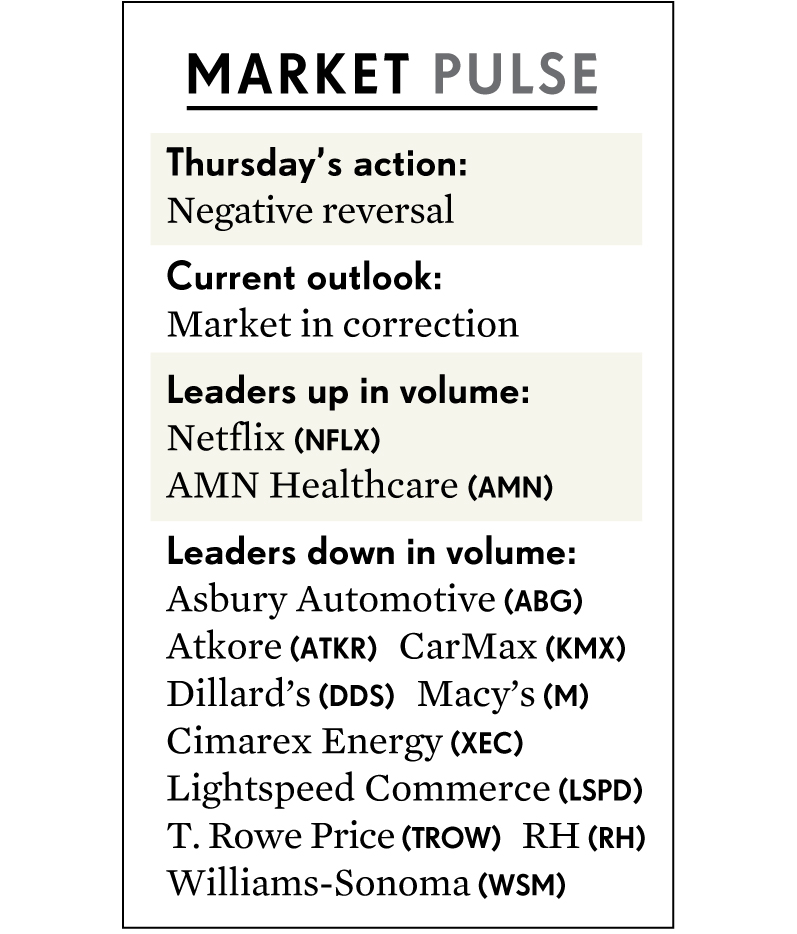 MARKET PULSE
Thursday’s action:
Negative reversal
Current outlook:
Market in correction
Leaders up in volume:
Netflix (NFLX)
AMN Healthcare (AMN)
Leaders down in volume:
Asbury Automotive (ABG)
Atkore (ATKR) CarMax (KMX)
Dillard’s (DDS) Macy’s (M)
Cimarex Energy (XEC)
Lightspeed Commerce (LSPD)
T. Rowe Price (TROW) RH (RH)
Williams-Sonoma (WSM)